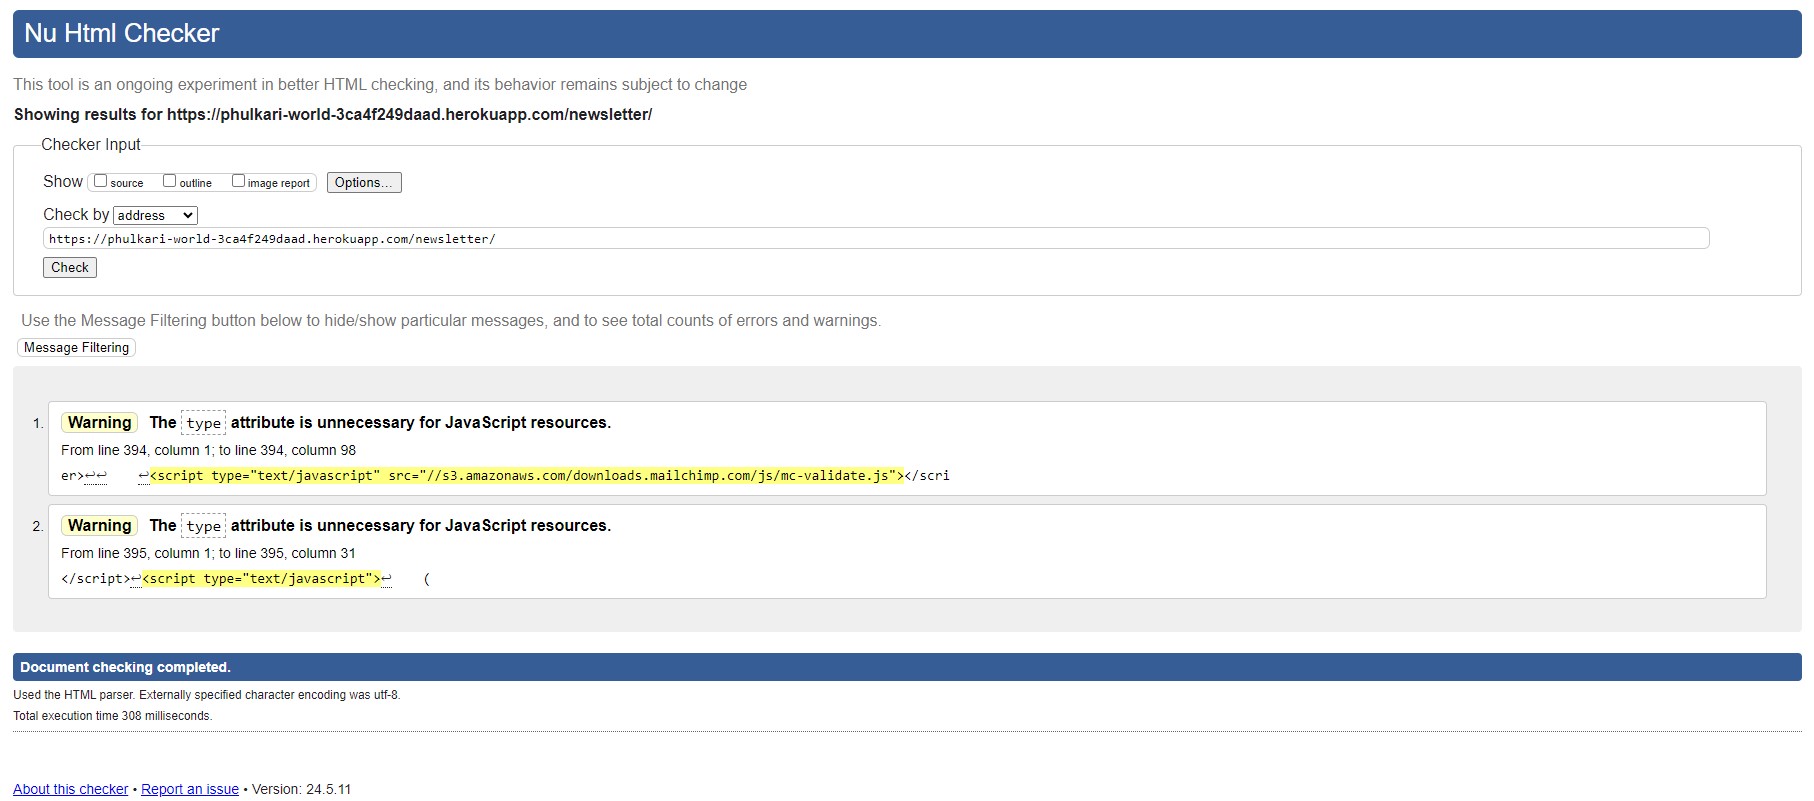 Nu Html Checker
This tool is an ongoing experiment in better HTML checking, and its behavior remains subject to change
Showing results for https://phulkari-world-3ca4f249daad.herokuapp.com/newsletter/
Checker Input
Show source outline image report Options...
Check by address
https://phulkari-world-3ca4f249daad.herokuapp.com/newsletter/
Check
Use the Message Filtering button below to hide/show particular messages, and to see total counts of errors and warnings.
Message Filtering
1. Warning The type attribute is unnecessary for JavaScript resources.
From line 394, column 1; to line 394, column 98
er>↩↩ ↩<script type="text/javascript" src="//s3.amazonaws.com/downloads.mailchimp.com/js/mc-validate.js"></scri
2. Warning The type attribute is unnecessary for JavaScript resources.
From line 395, column 1; to line 395, column 31
</script>↩<script type="text/javascript">↩ (
Document checking completed.
Used the HTML parser. Externally specified character encoding was utf-8.
Total execution time 308 milliseconds.
About this checker • Report an issue • Version: 24.5.11